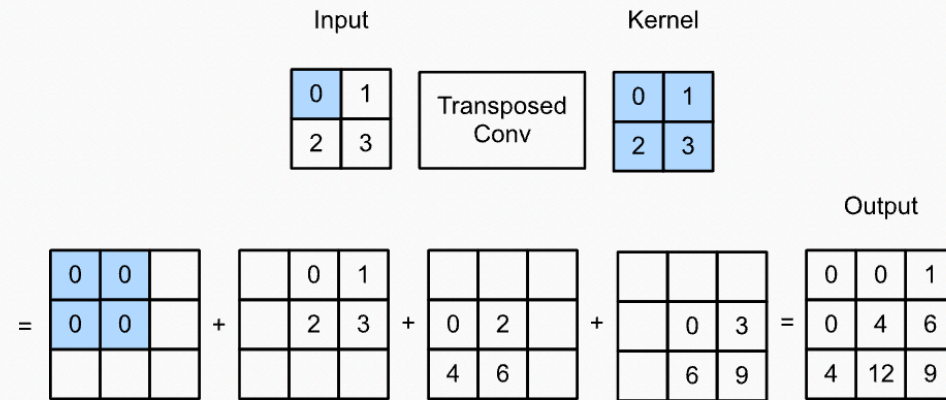 Input Kernel
0 1 Transposed Conv 0 1
2 3 2 3
Output
0 0 0 1 0 0 1
= 0 0 + 2 3 + 0 2 + 0 3 = 0 4 6
4 6 6 9 4 12 9